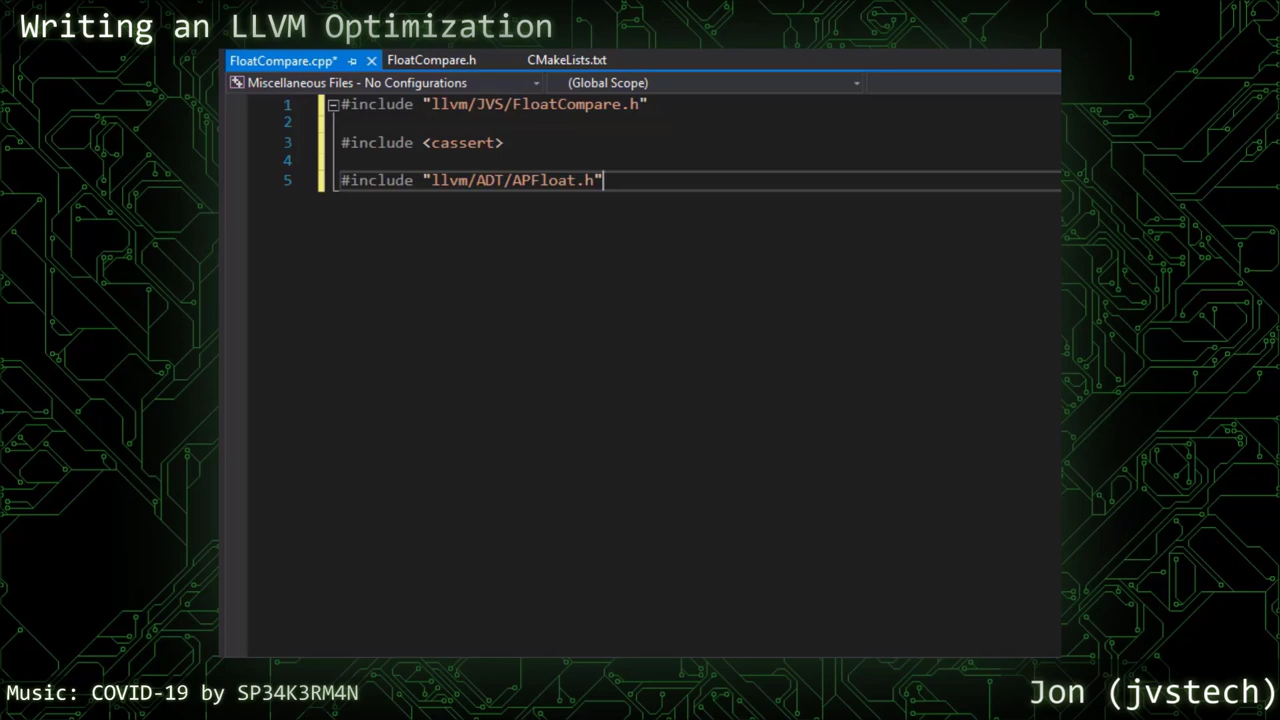 Writing an LLVM Optimization
FloatCompare.cpp* FloatCompare.h CMakeLists.txt
Miscellaneous Files - No Configurations (Global Scope)
1 #include "llvm/JVS/FloatCompare.h"
2
3 #include <cassert>
4
5 #include "llvm/ADT/APFloat.h"
Music: COVID-19 by SP34K3RM4N
Jon (jvstech)